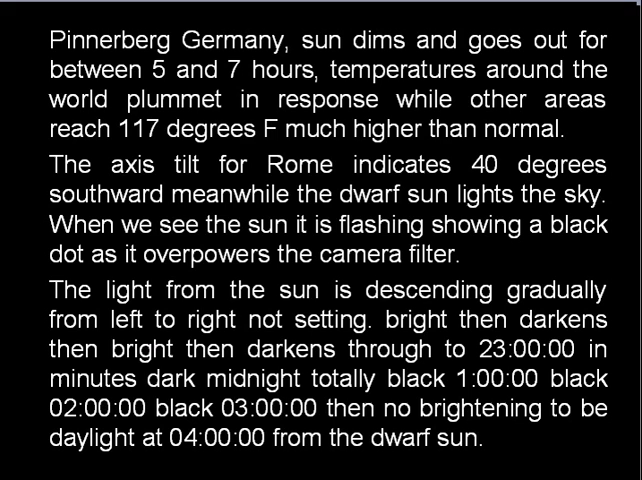 Pinnerberg Germany, sun dims and goes out for
between 5 and 7 hours, temperatures around the
world plummet in response while other areas
reach 117 degrees F much higher than normal.
The axis tilt for Rome indicates 40 degrees
southward meanwhile the dwarf sun lights the sky.
When we see the sun it is flashing showing a black
dot as it overpowers the camera filter.
The light from the sun is descending gradually
from left to right not setting. bright then darkens
then bright then darkens through to 23:00:00 in
minutes dark midnight totally black 1:00:00 black
02:00:00 black 03:00:00 then no brightening to be
daylight at 04:00:00 from the dwarf sun.